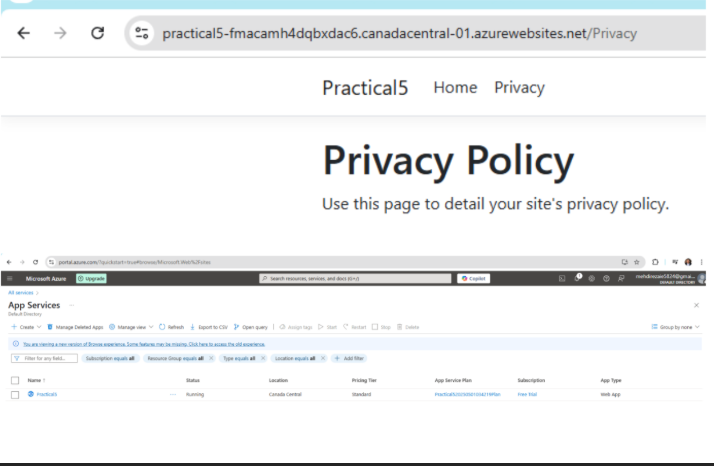 practical5-fmacamh4dqbxdac6.canadacentral-01.azurewebsites.net/Privacy
Practical5 Home Privacy
Privacy Policy
Use this page to detail your site's privacy policy.
portal.azure.com/?quickstart=true#browse/Microsoft.Web%2Fsites
Microsoft Azure Upgrade Search resources, services, and docs (G+/) Copilot
DEFAULT DIRECTORY
All services >
App Services ...
Default Directory
+ Create Manage Deleted Apps Manage view Refresh Export to CSV Open query Assign tags Start Restart Stop Delete Group by none
You are viewing a new version of Browse experience. Some features may be missing. Click here to access the old experience.
Filter for any field... Subscription equals all Resource Group equals all Type equals all Location equals all Add filter
Name ↑ Status Location Pricing Tier App Service Plan Subscription App Type
Practical5 ... Running Canada Central Standard Free Trial Web App